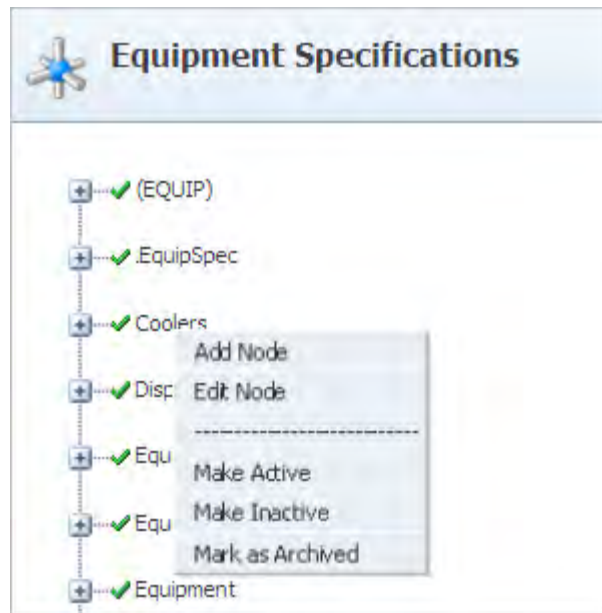 Equipment Specifications
(EQUIP)
.EquipSpec
Coolers
Add Node
Disp
Edit Node
---------------------------
Equ
Make Active
Make Inactive
Equ
Mark as Archived
Equipment